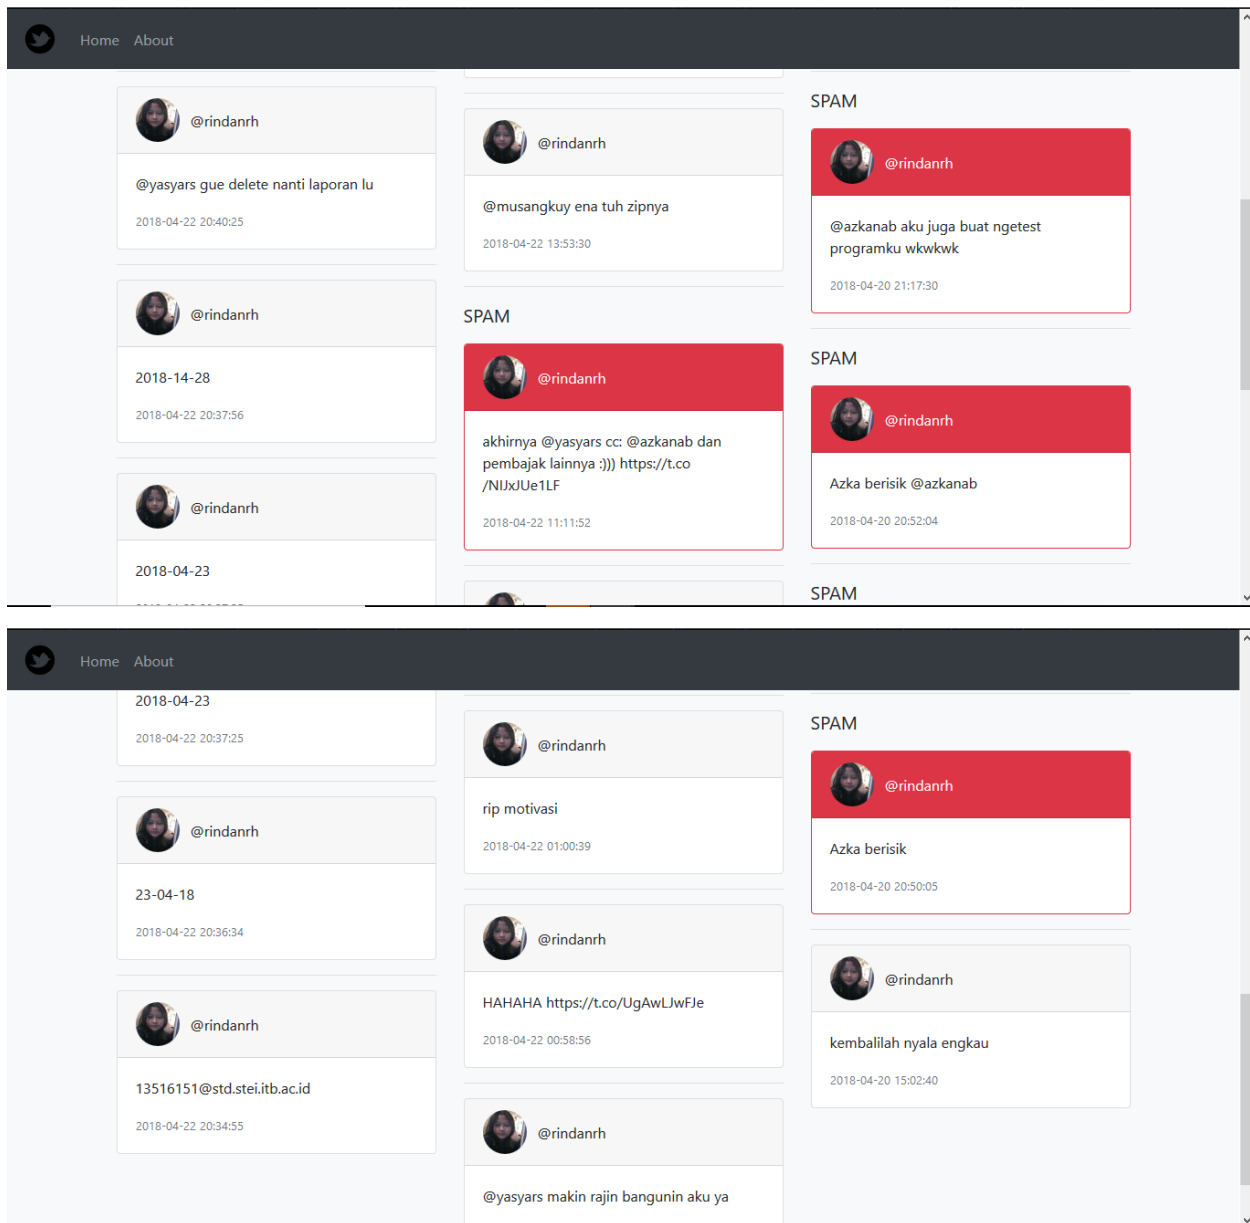 Home About
@rindanrh
@yasyars gue delete nanti laporan lu
2018-04-22 20:40:25
@rindanrh
2018-14-28
2018-04-22 20:37:56
@rindanrh
2018-04-23
@rindanrh
@musangkuy ena tuh zipnya
2018-04-22 13:53:30
SPAM
@rindanrh
akhirnya @yasyars cc: @azkanab dan
pembajak lainnya :))) https://t.co
/NIJxJUe1LF
2018-04-22 11:11:52
SPAM
@rindanrh
@azkanab aku juga buat ngetest
programku wkwkwk
2018-04-20 21:17:30
SPAM
@rindanrh
Azka berisik @azkanab
2018-04-20 20:52:04
SPAM
Home About
2018-04-23
2018-04-22 20:37:25
@rindanrh
23-04-18
2018-04-22 20:36:34
@rindanrh
13516151@std.stei.itb.ac.id
2018-04-22 20:34:55
@rindanrh
rip motivasi
2018-04-22 01:00:39
@rindanrh
HAHAHA https://t.co/UgAwLJwFJe
2018-04-22 00:58:56
@rindanrh
@yasyars makin rajin bangunin aku ya
SPAM
@rindanrh
Azka berisik
2018-04-20 20:50:05
@rindanrh
kembalilah nyala engkau
2018-04-20 15:02:40